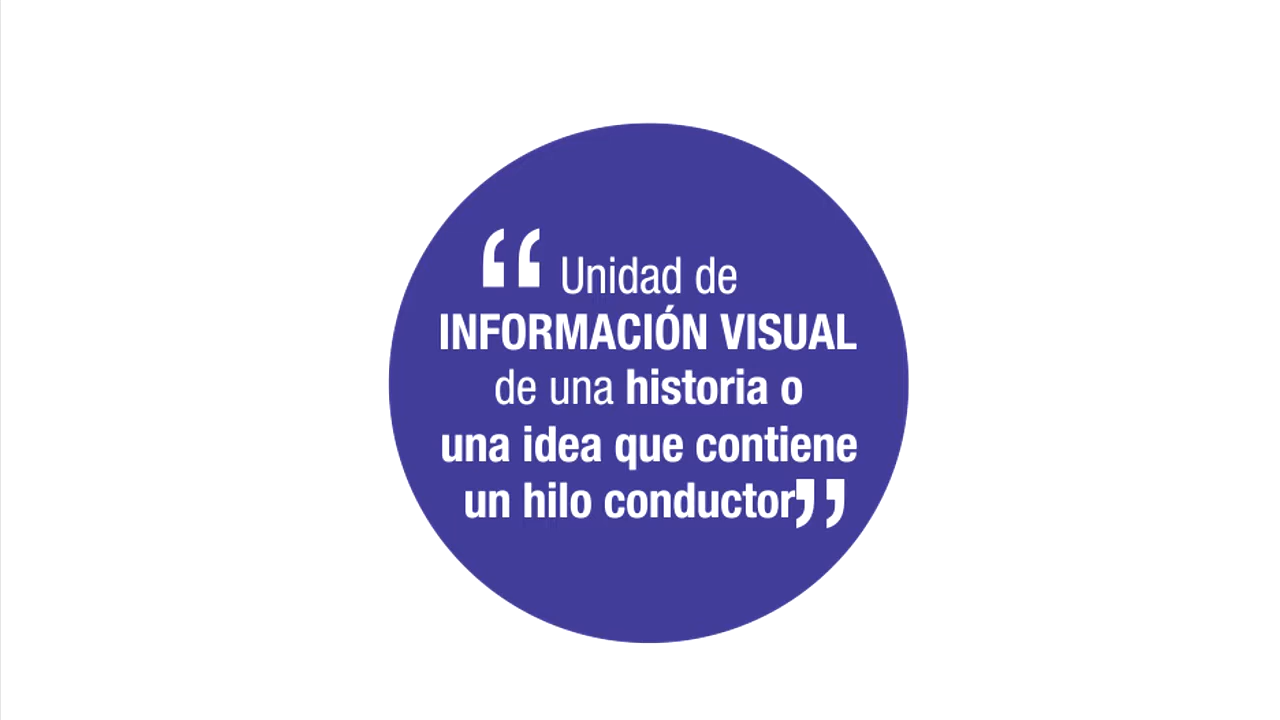 “ Unidad de
INFORMACIÓN VISUAL
de una historia o
una idea que contiene
un hilo conductor”